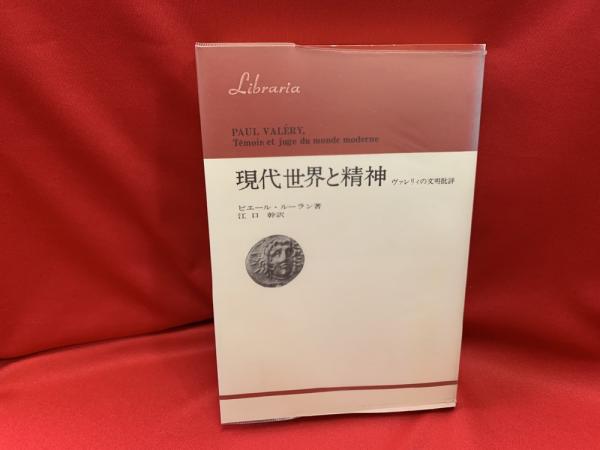 Libraria
PAUL VALÉRY,
Témoin et juge du monde moderne
現代世界と精神 ヴァレリィの文明批評
ピエール・ルーラン著
江口 幹訳